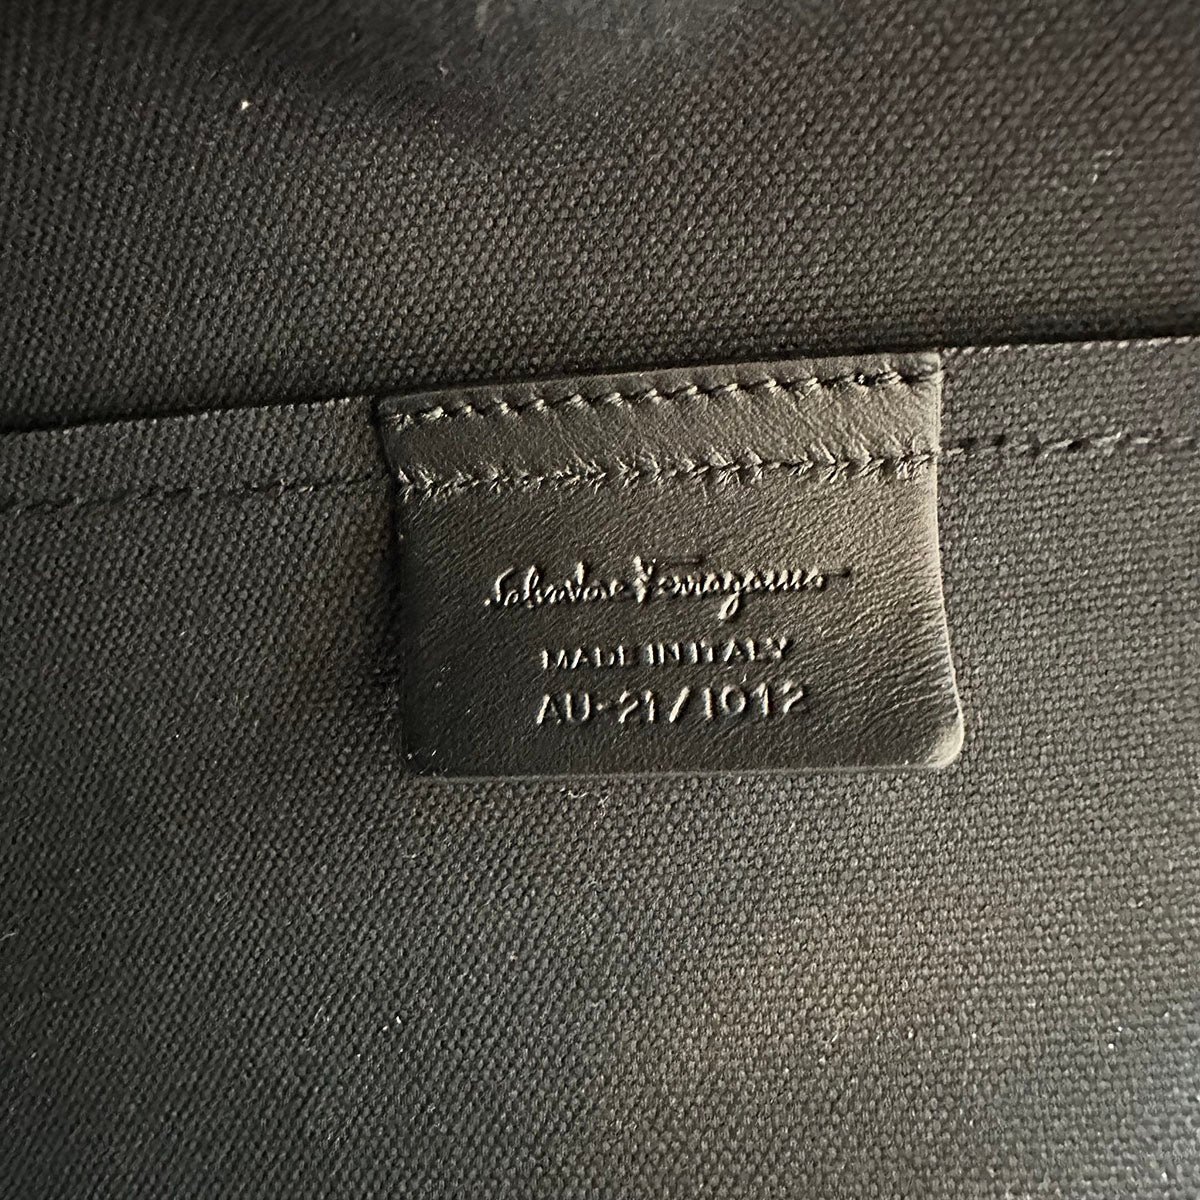 Salvatore Ferragamo
MADE IN ITALY
AU-21/1012